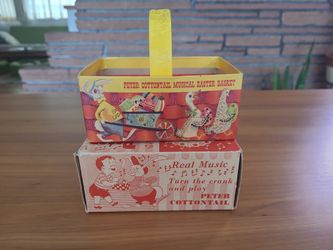 PETER COTTONTAIL MUSICAL EASTER BASKET
Real Music
Turn the crank
and play
PETER
COTTONTAIL